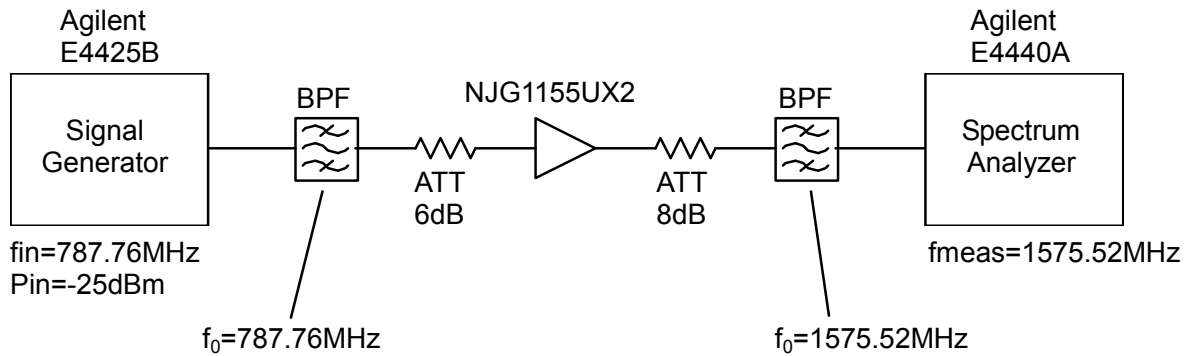 Agilent
E4425B
Agilent
E4440A
BPF
NJG1155UX2
BPF
Signal
Generator
Spectrum
Analyzer
ATT
6dB
ATT
8dB
fin=787.76MHz
Pin=-25dBm
fmeas=1575.52MHz
f₀=787.76MHz
f₀=1575.52MHz